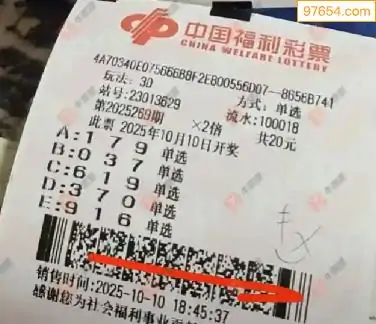 97654.com
中国福利彩票
CHINA WELFARE LOTTERY
4A70340E07566B8F2EB00556D07--8656B741
玩法：3D 方式：单选
站号：23013629 流水：100018
第2025269期 ×2倍 共20元
此票 2025年10月10日开奖
A:1 7 9 单选
B:0 3 7 单选
C:6 1 9 单选
D:3 7 0 单选
E:9 1 6 单选
销售时间：2025-10-10 18:45:37
感谢您为社会福利事业